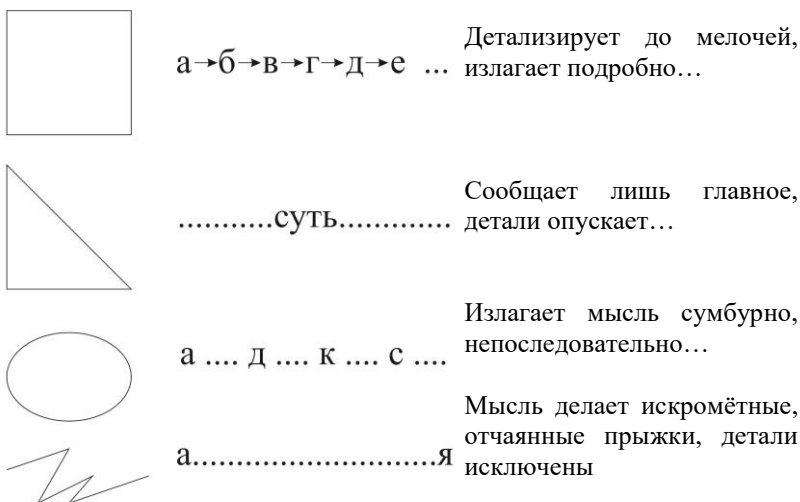 а→б→в→г→д→е ...
Детализирует до мелочей,
излагает подробно…
...........суть.............
Сообщает лишь главное,
детали опускает…
а .... д .... к .... с ....
Излагает мысль сумбурно,
непоследовательно…
а.............................я
Мысль делает искромётные,
отчаянные прыжки, детали
исключены